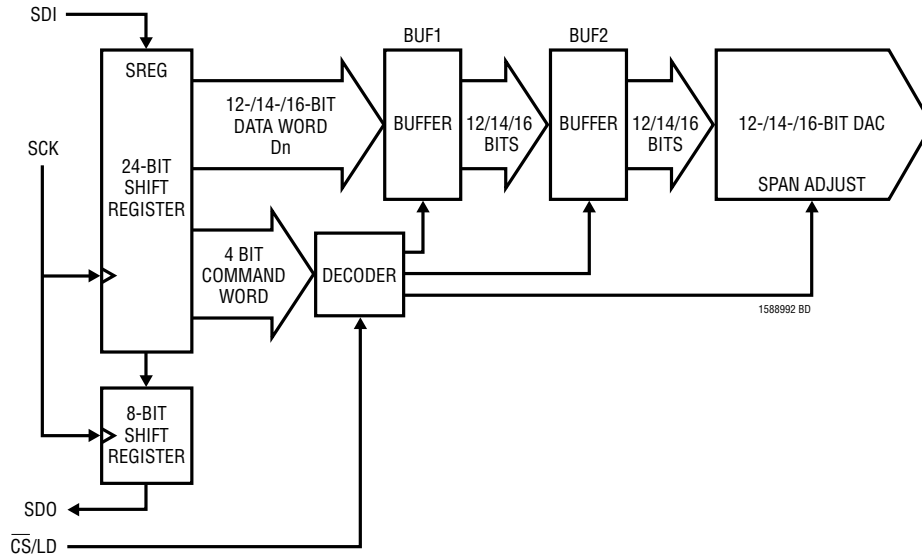 SDI
SREG
24-BIT
SHIFT
REGISTER
12-/14-/16-BIT
DATA WORD
Dn
BUF1
BUFFER
12/14/16
BITS
BUF2
BUFFER
12/14/16
BITS
12-/14-/16-BIT DAC
SPAN ADJUST
SCK
4 BIT
COMMAND
WORD
DECODER
1588992 BD
8-BIT
SHIFT
REGISTER
SDO
C̅S̅/LD